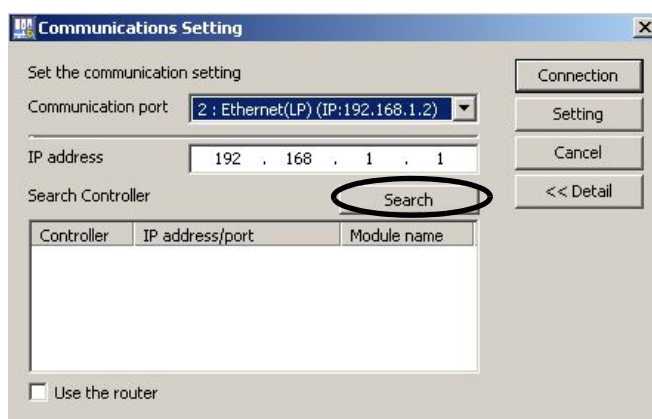 Communications Setting
Set the communication setting
Connection
Communication port 2 : Ethernet(LP) (IP:192.168.1.2)
Setting
IP address 192 . 168 . 1 . 1
Cancel
Search Controller Search
<< Detail
Controller IP address/port Module name
Use the router